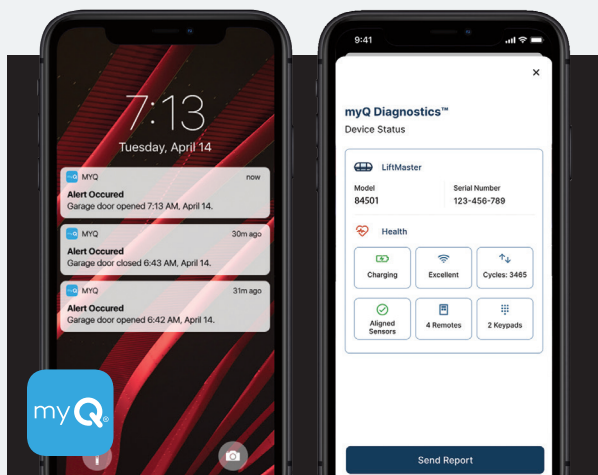 7:13
Tuesday, April 14
MYQ
now
Alert Occured
Garage door opened 7:13 AM, April 14.
MYQ
30m ago
Alert Occured
Garage door closed 6:43 AM, April 14.
MYQ
31m ago
Alert Occured
Garage door opened 6:42 AM, April 14.
myQ®
9:41
×
myQ Diagnostics™
Device Status
LiftMaster
Model
Serial Number
84501
123-456-789
Health
Charging
Excellent
Cycles: 3465
Aligned
Sensors
4 Remotes
2 Keypads
Send Report